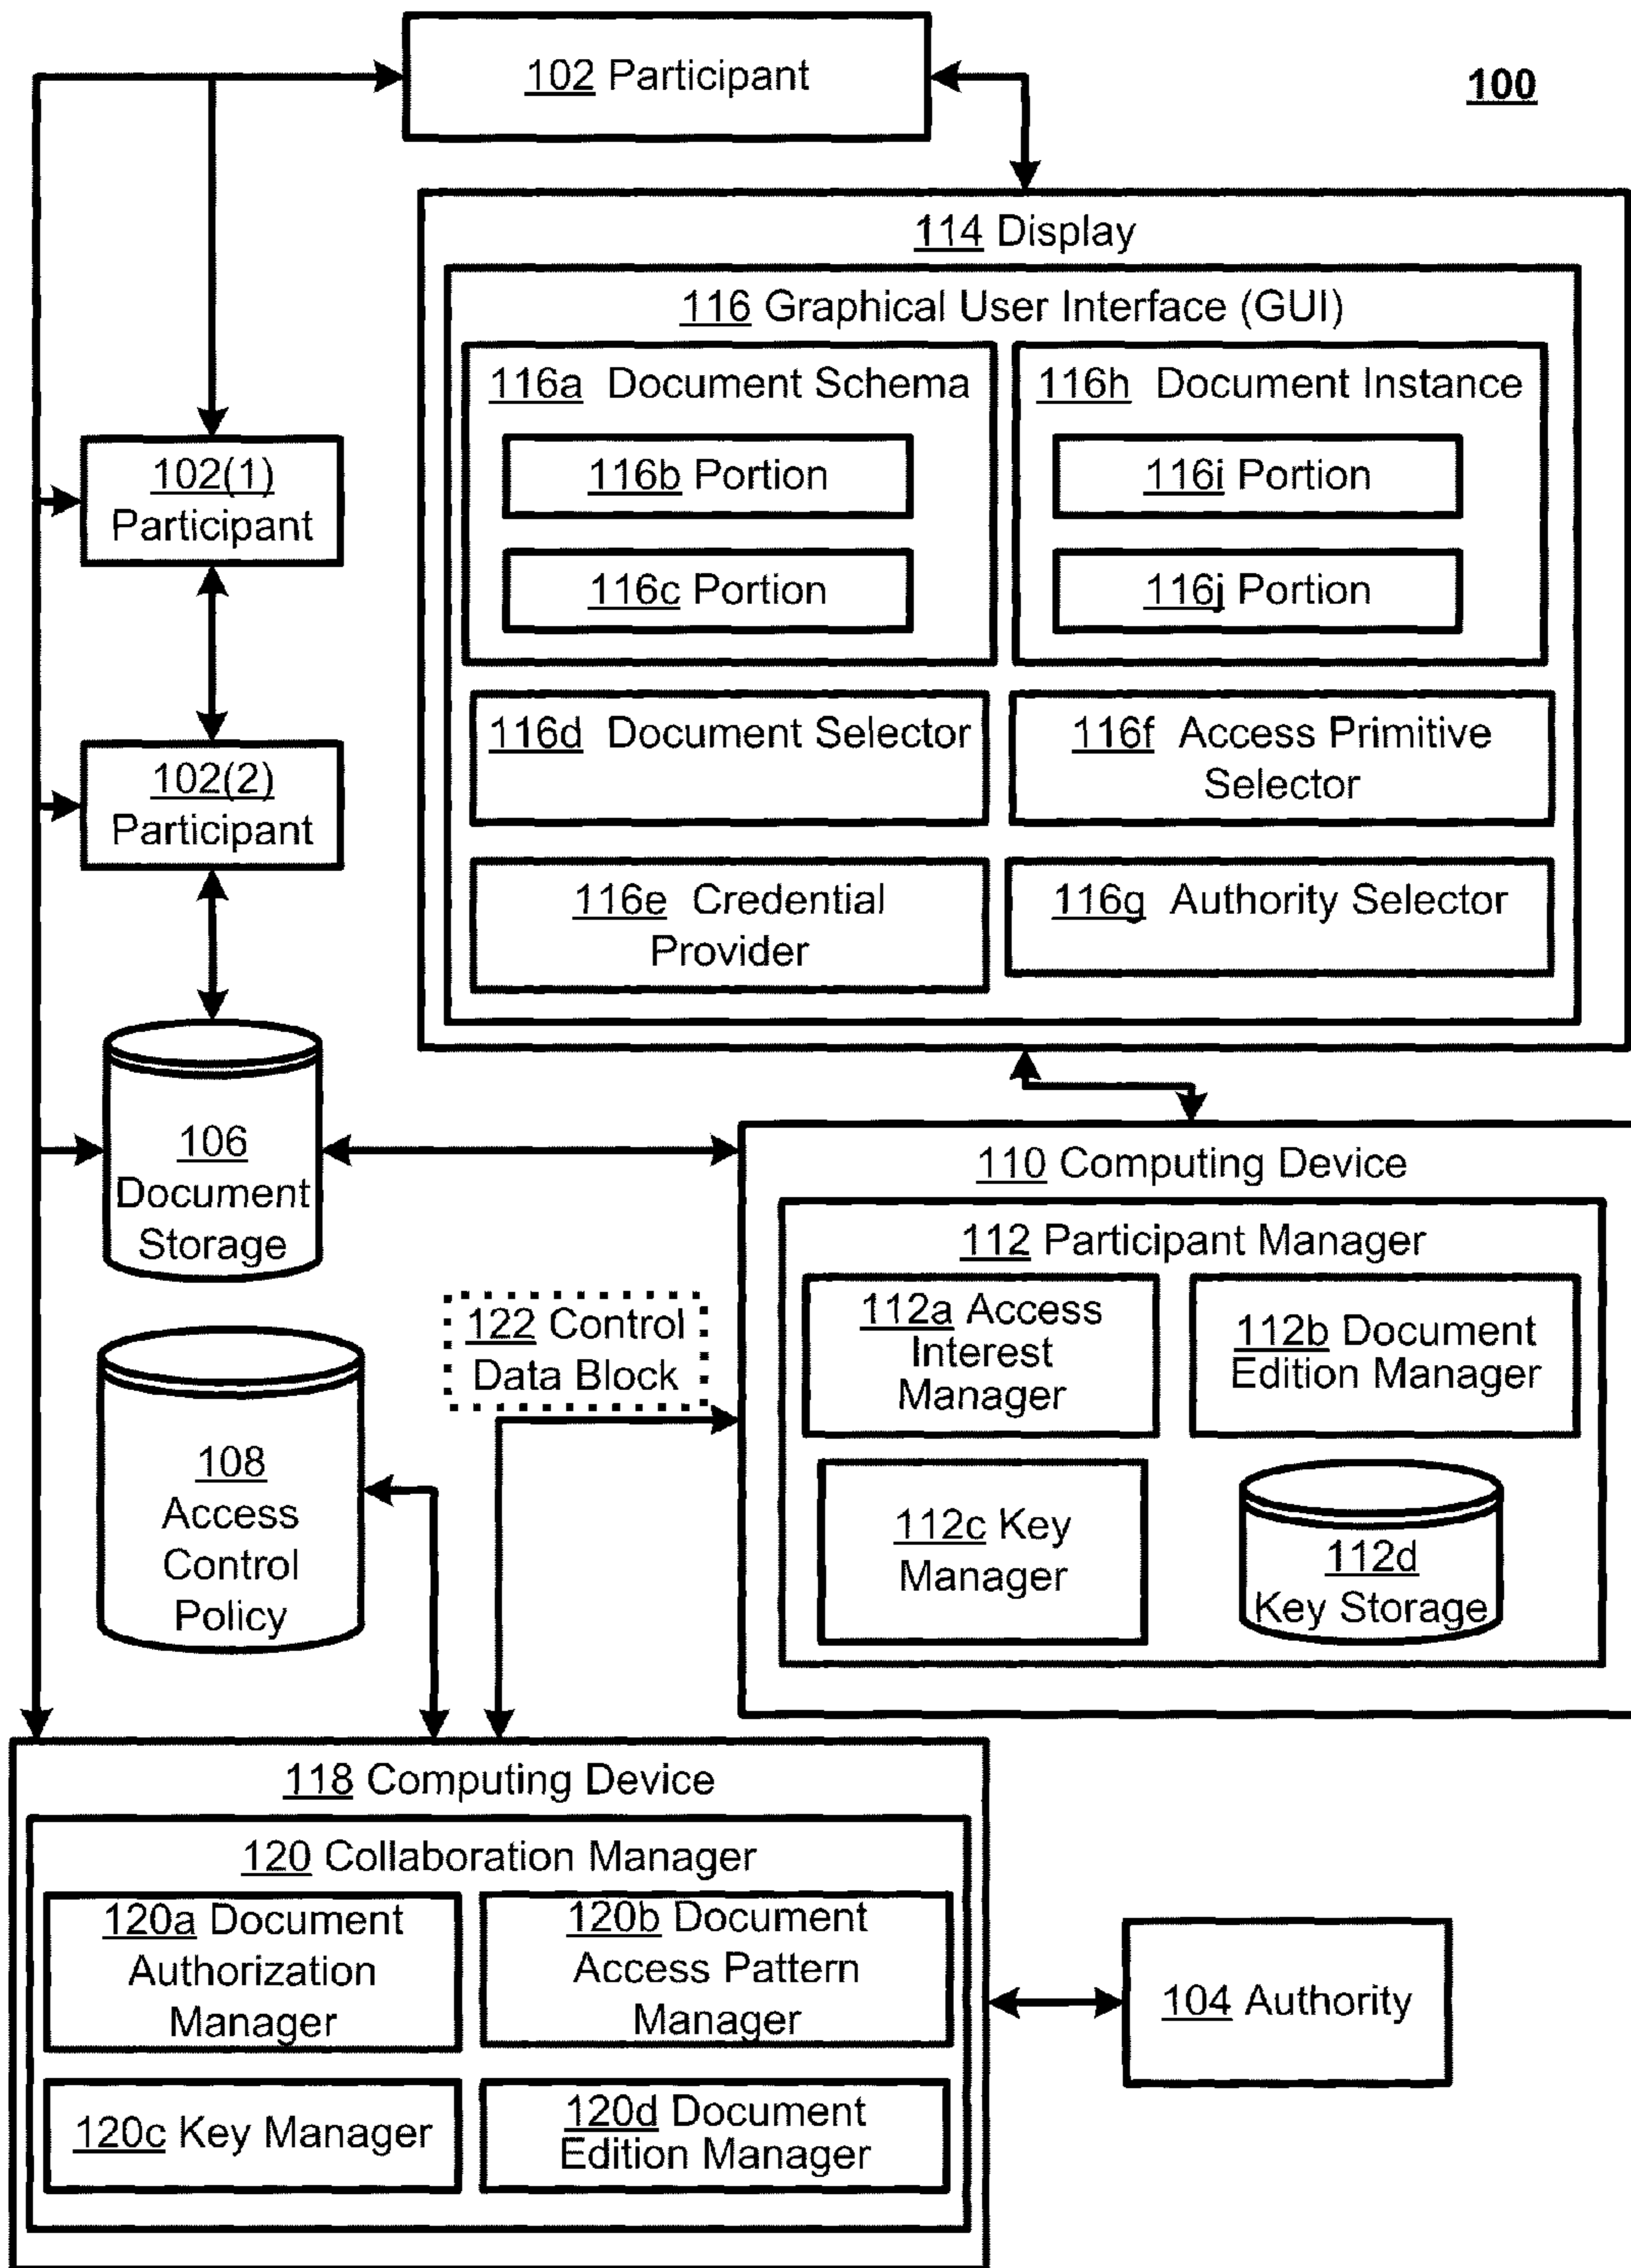 102 Participant
100
114 Display
116 Graphical User Interface (GUI)
116a Document Schema
116b Portion
116c Portion
116h Document Instance
116i Portion
116j Portion
102(1)
Participant
116d Document Selector
116f Access Primitive
Selector
102(2)
Participant
116e Credential
Provider
116g Authority Selector
106
Document
Storage
110 Computing Device
112 Participant Manager
112a Access
Interest
Manager
112b Document
Edition Manager
122 Control
Data Block
108
Access
Control
Policy
112c Key
Manager
112d
Key Storage
118 Computing Device
120 Collaboration Manager
120a Document
Authorization
Manager
120b Document
Access Pattern
Manager
104 Authority
120c Key Manager
120d Document
Edition Manager